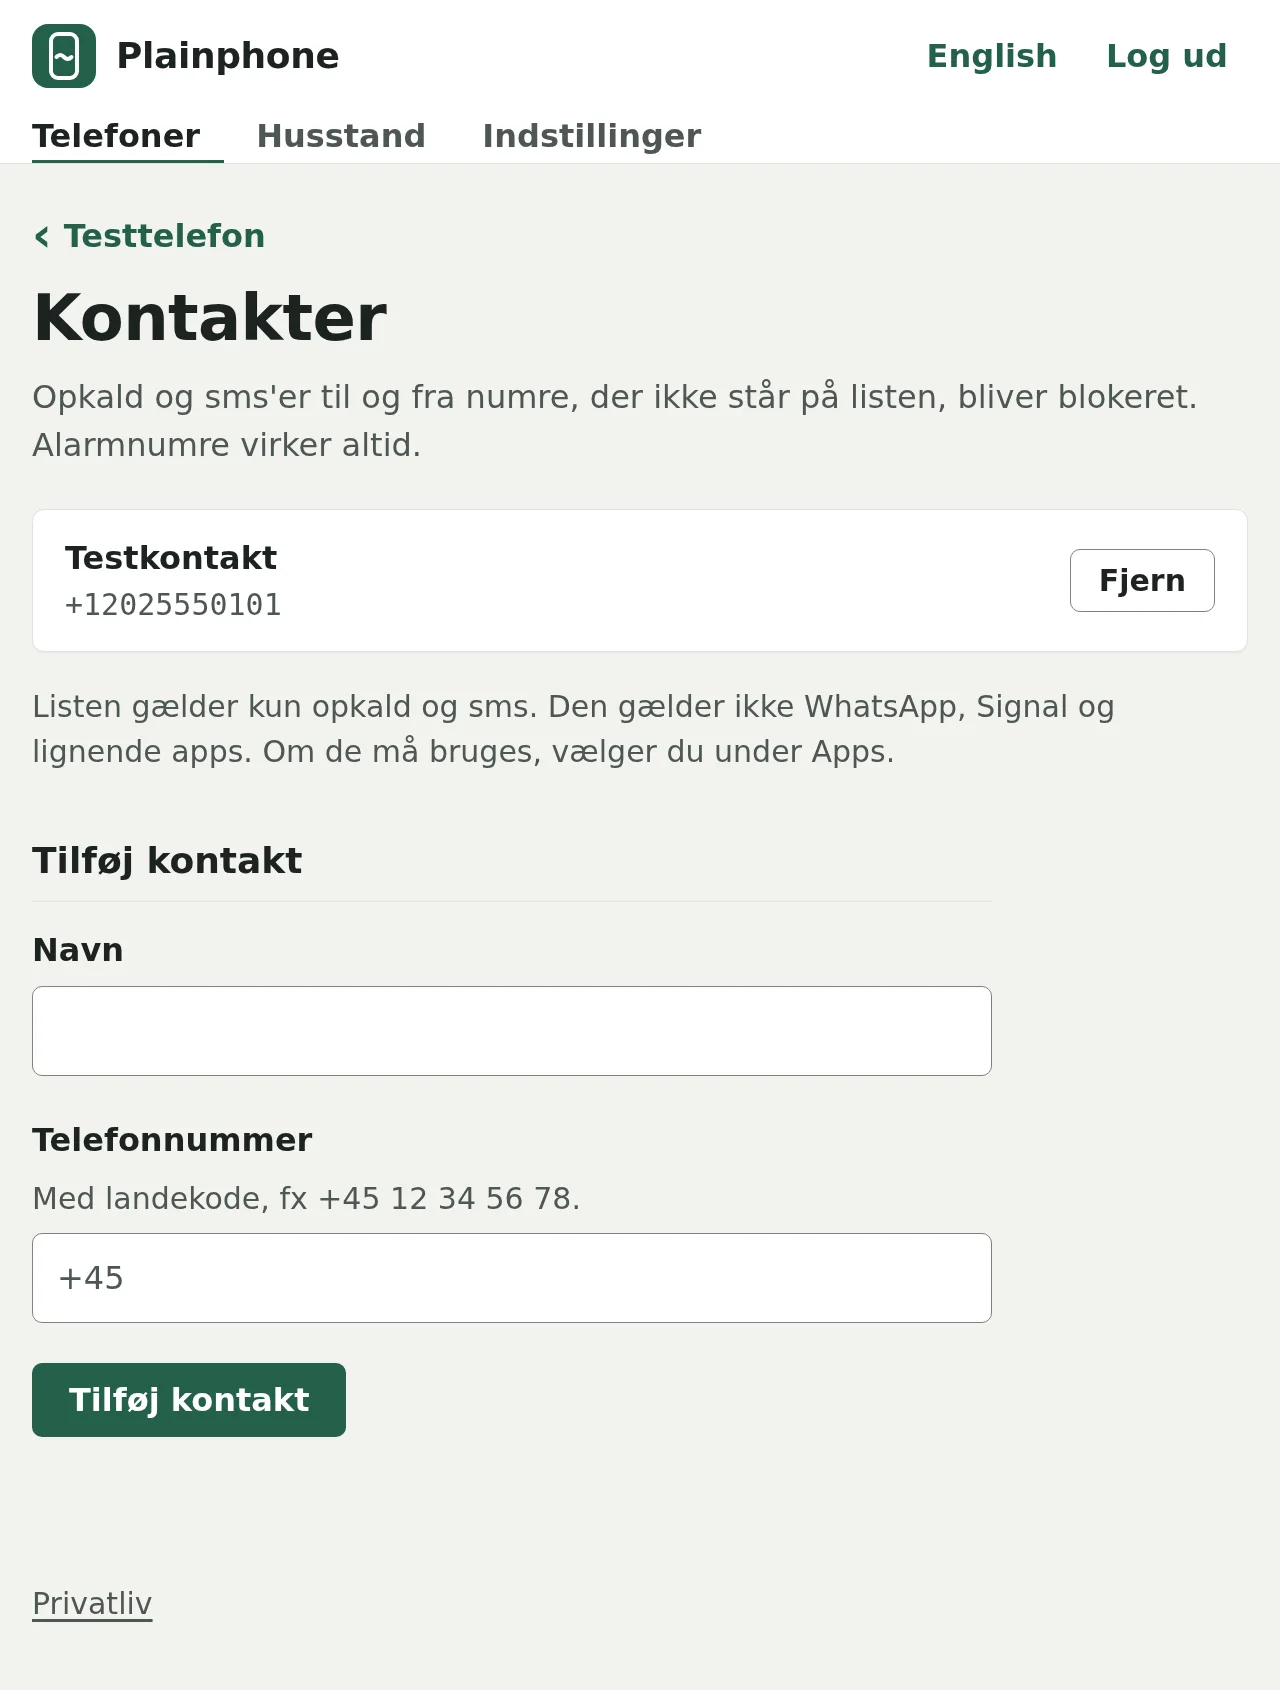 Plainphone
English
Log ud
Telefoner
Husstand
Indstillinger
‹ Testtelefon
Kontakter
Opkald og sms'er til og fra numre, der ikke står på listen, bliver blokeret.
Alarmnumre virker altid.
Testkontakt
+12025550101
Fjern
Listen gælder kun opkald og sms. Den gælder ikke WhatsApp, Signal og
lignende apps. Om de må bruges, vælger du under Apps.
Tilføj kontakt
Navn
Telefonnummer
Med landekode, fx +45 12 34 56 78.
+45
Tilføj kontakt
Privatliv